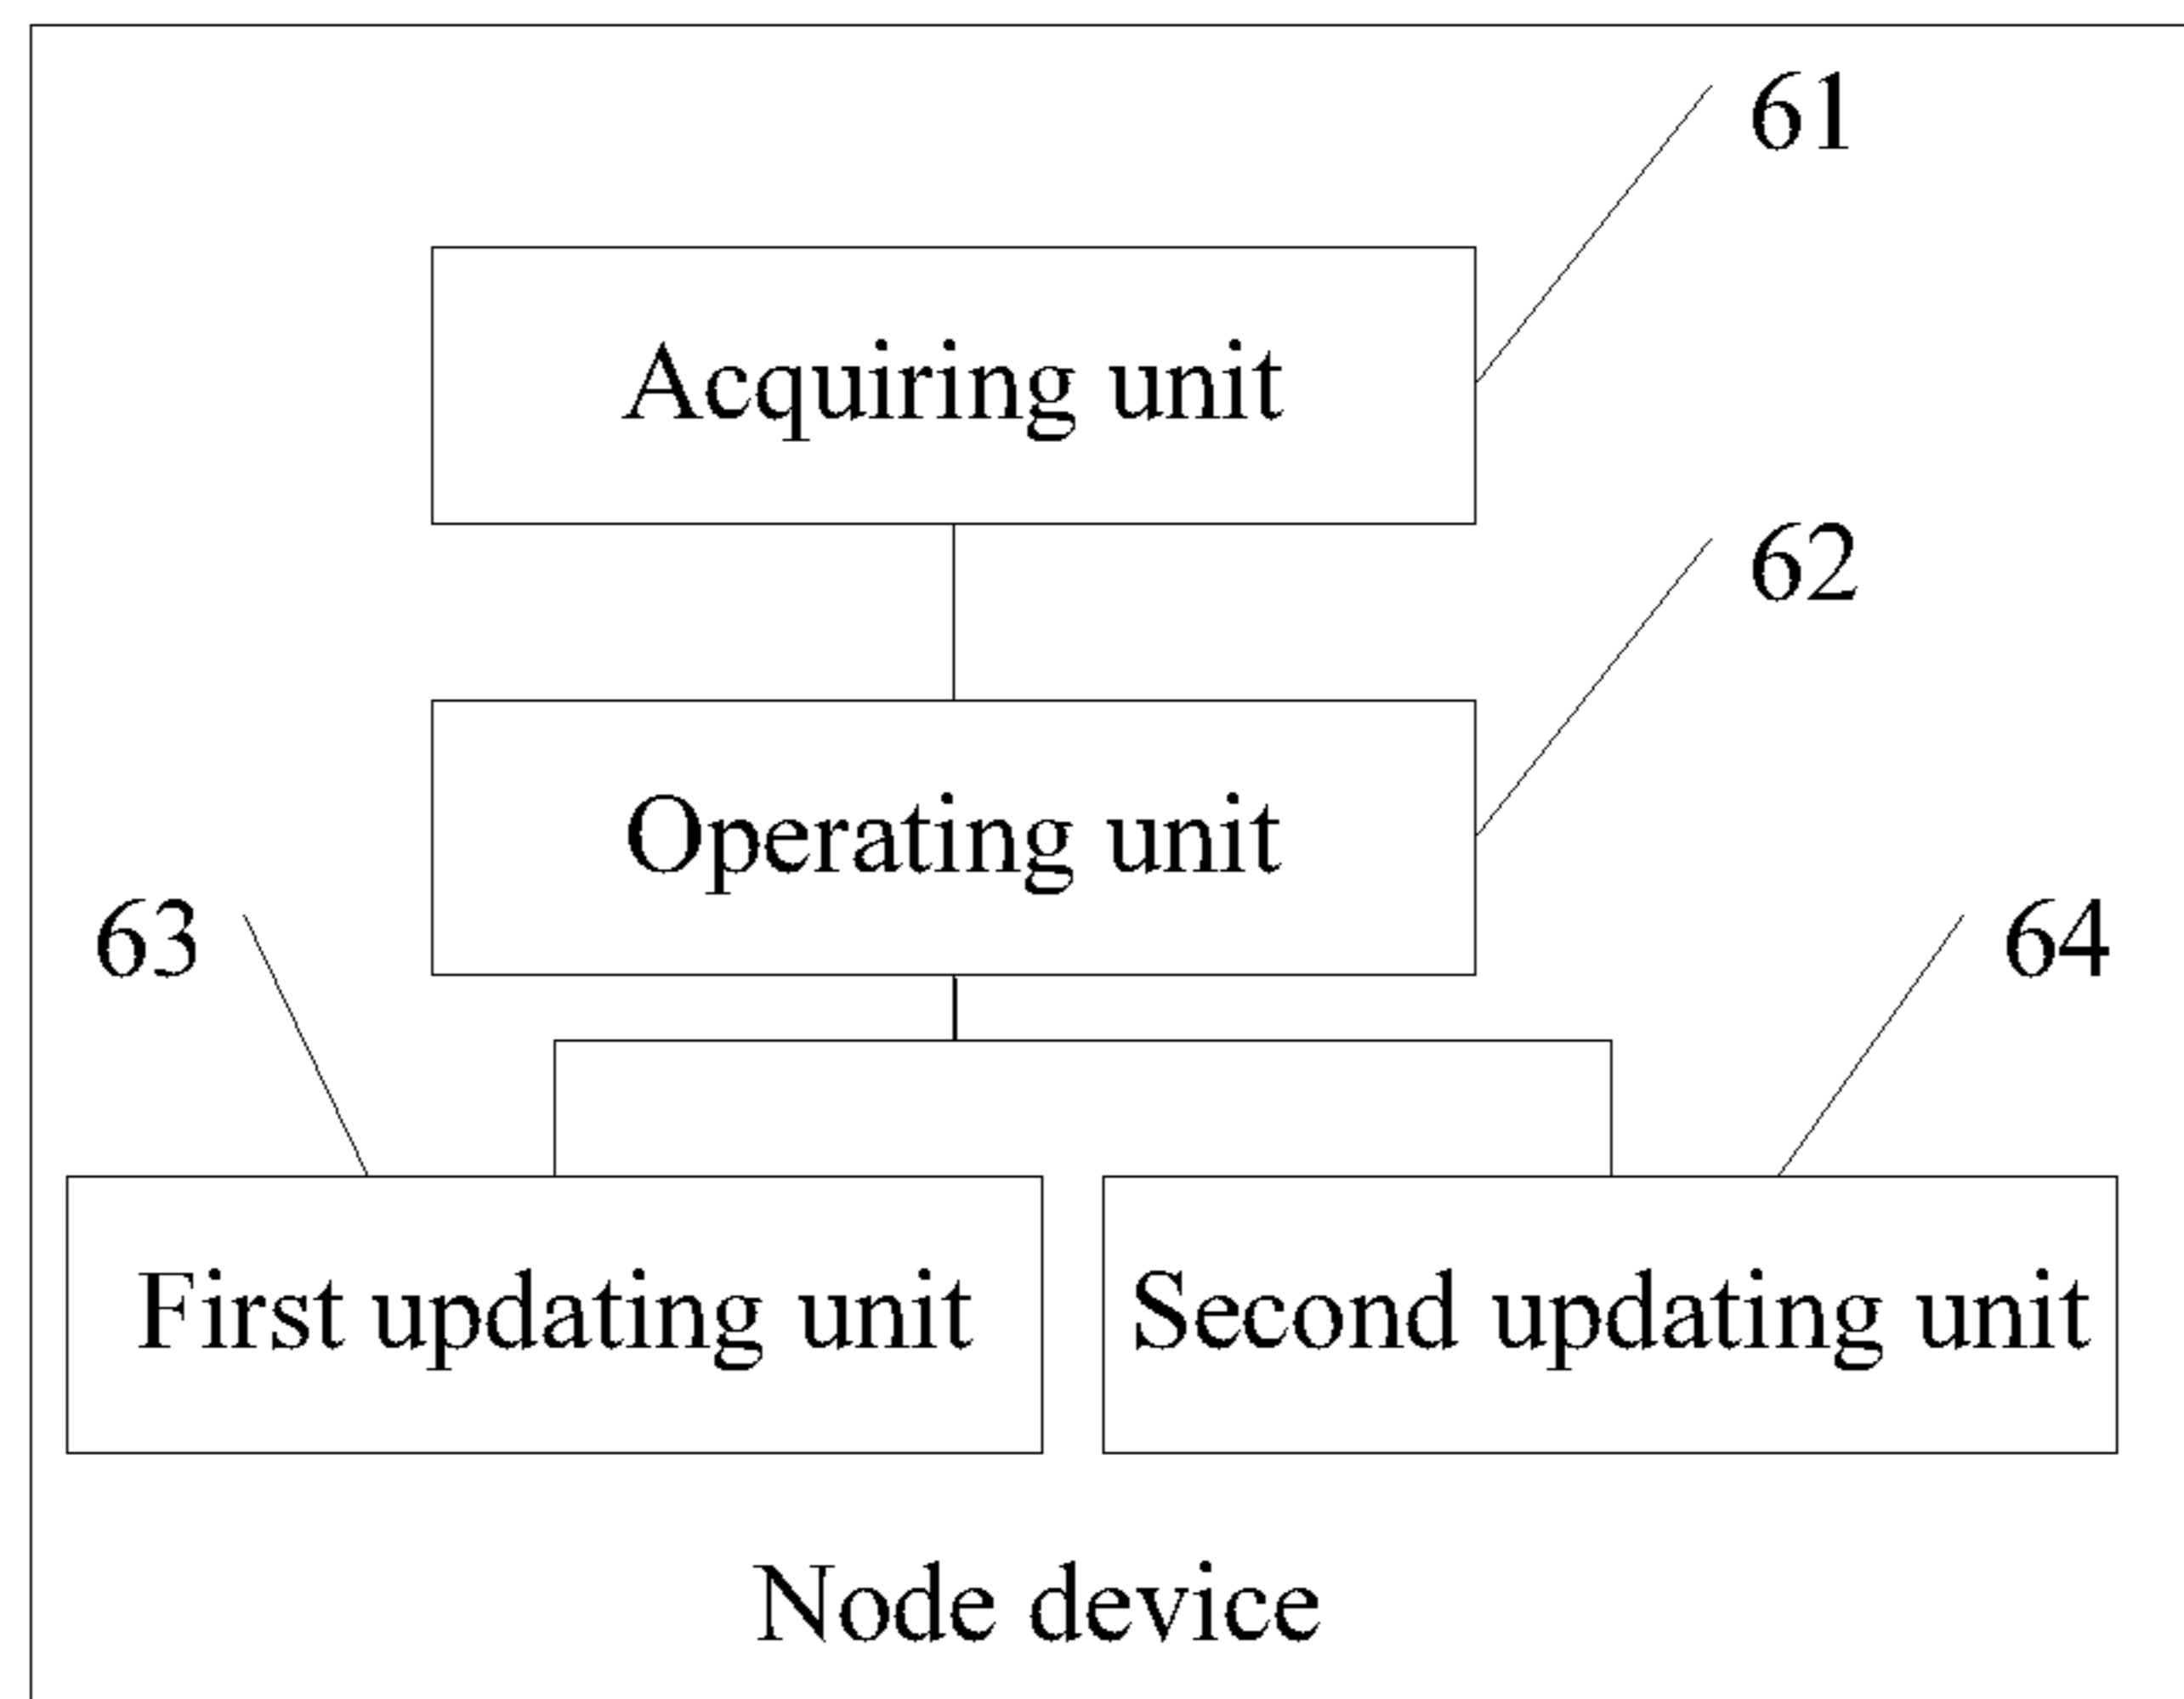 61
Acquiring unit
62
Operating unit
63
64
First updating unit
Second updating unit
Node device